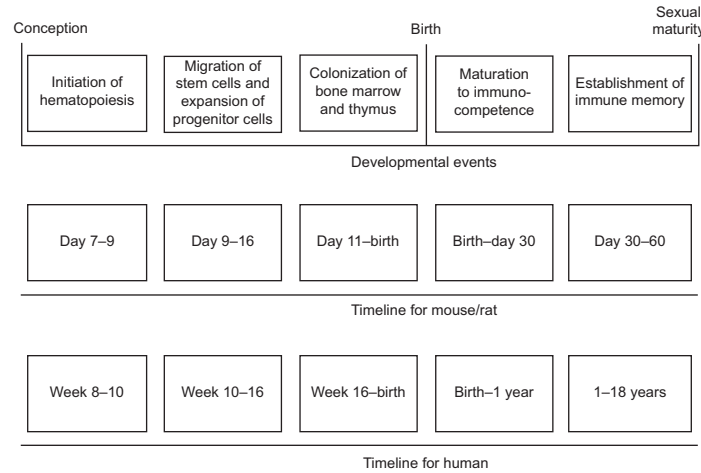 Conception
Birth
Sexual
maturity
Initiation of
hematopoiesis
Migration of
stem cells and
expansion of
progenitor cells
Colonization of
bone marrow
and thymus
Maturation
to immuno-
competence
Establishment of
immune memory
Developmental events
Day 7–9
Day 9–16
Day 11–birth
Birth–day 30
Day 30–60
Timeline for mouse/rat
Week 8–10
Week 10–16
Week 16–birth
Birth–1 year
1–18 years
Timeline for human